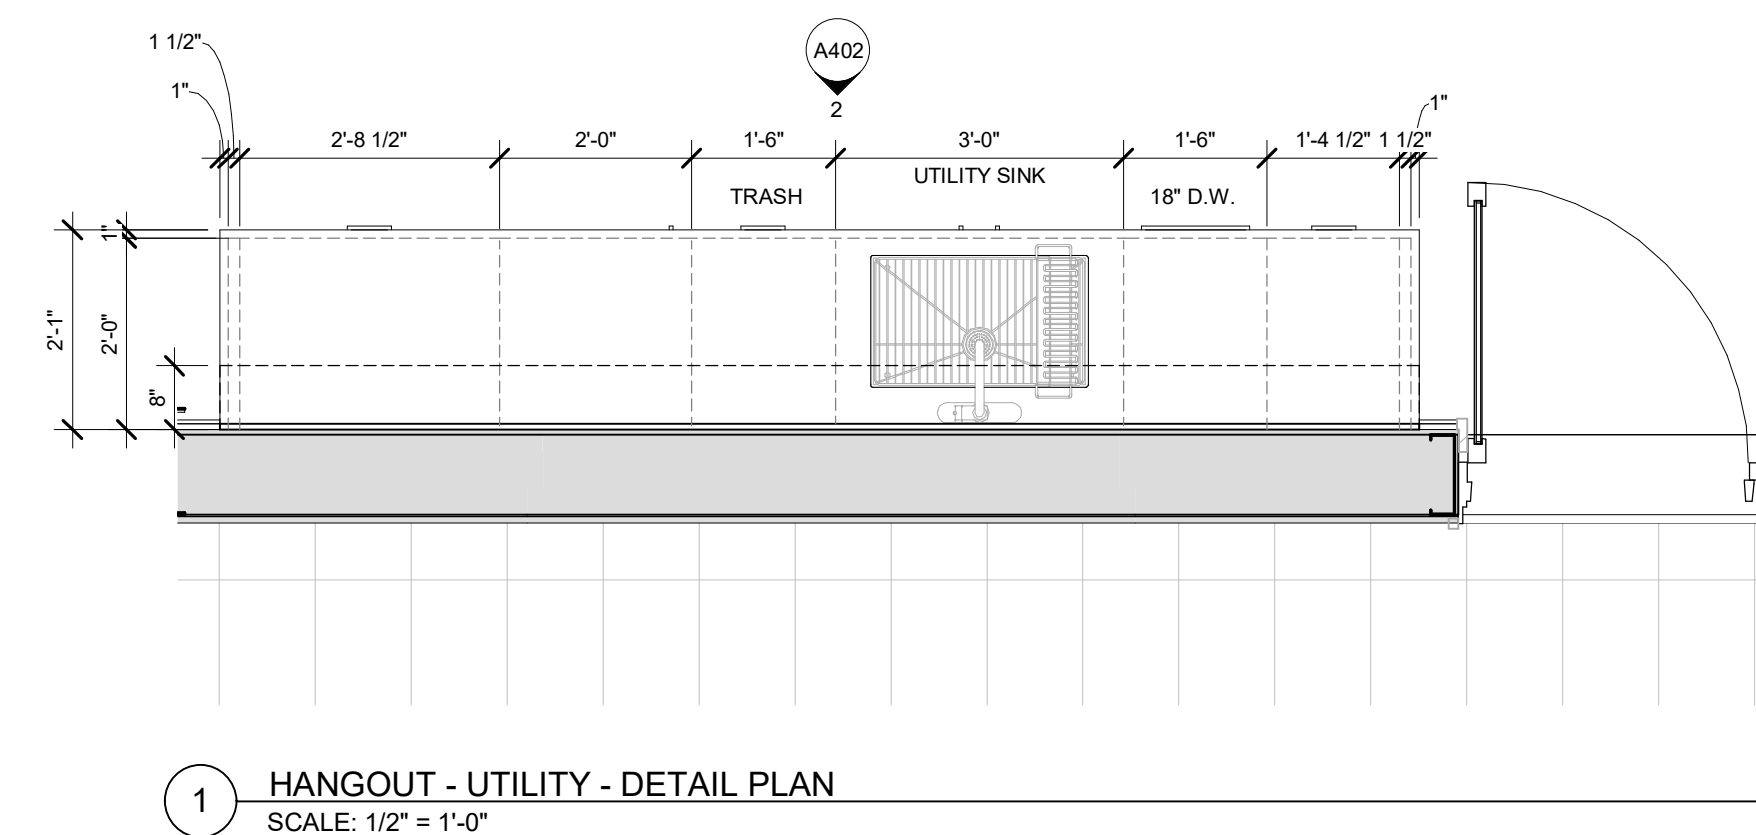 1 1/2"
A402
1"
2
1"
2'-8 1/2" 2'-0" 1'-6" 3'-0" 1'-6" 1'-4 1/2" 1 1/2"
UTILITY SINK
TRASH 18" D.W.
1"
2'-1"
2'-0"
8"
1 HANGOUT - UTILITY - DETAIL PLAN
SCALE: 1/2" = 1'-0"